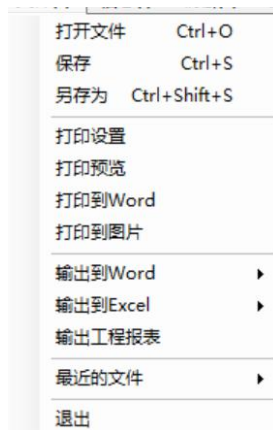 打开文件 Ctrl+O
保存 Ctrl+S
另存为 Ctrl+Shift+S
打印设置
打印预览
打印到Word
打印到图片
输出到Word
输出到Excel
输出工程报表
最近的文件
退出